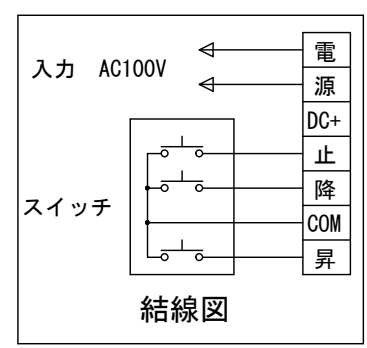 入力 AC100V
スイッチ
電
源
DC+
止
降
COM
昇
結線図